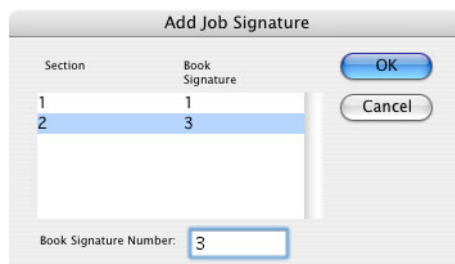 Add Job Signature
Section Book Signature
OK
1 1
Cancel
2 3
Book Signature Number: 3